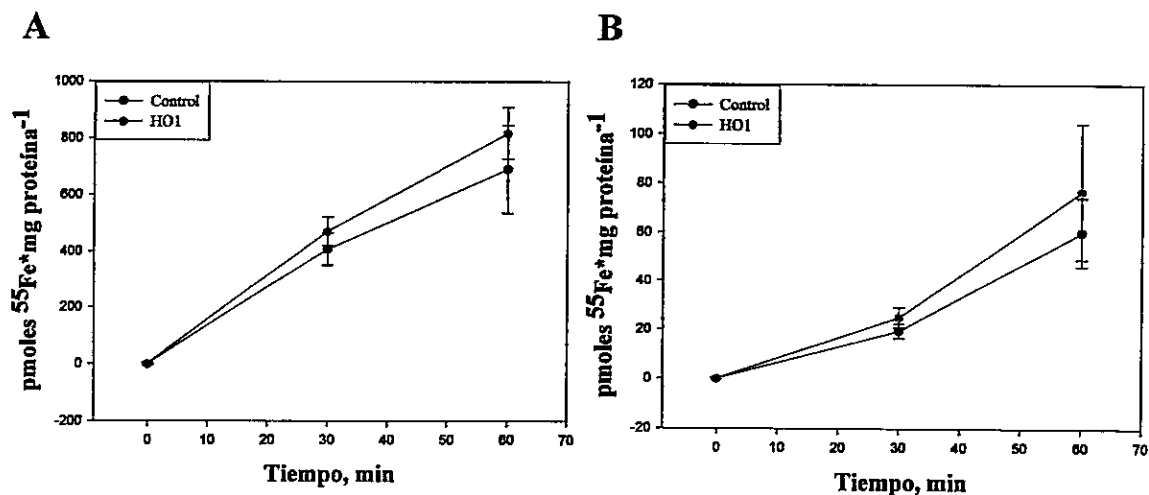 A
B
pmoles ⁵⁵Fe*mg proteína⁻¹
1000
800
600
400
200
0
-200
Control
HO1
0 10 20 30 40 50 60 70
Tiempo, min
pmoles ⁵⁵Fe*mg proteína⁻¹
120
100
80
60
40
20
0
-20
Control
HO1
0 10 20 30 40 50 60 70
Tiempo, min